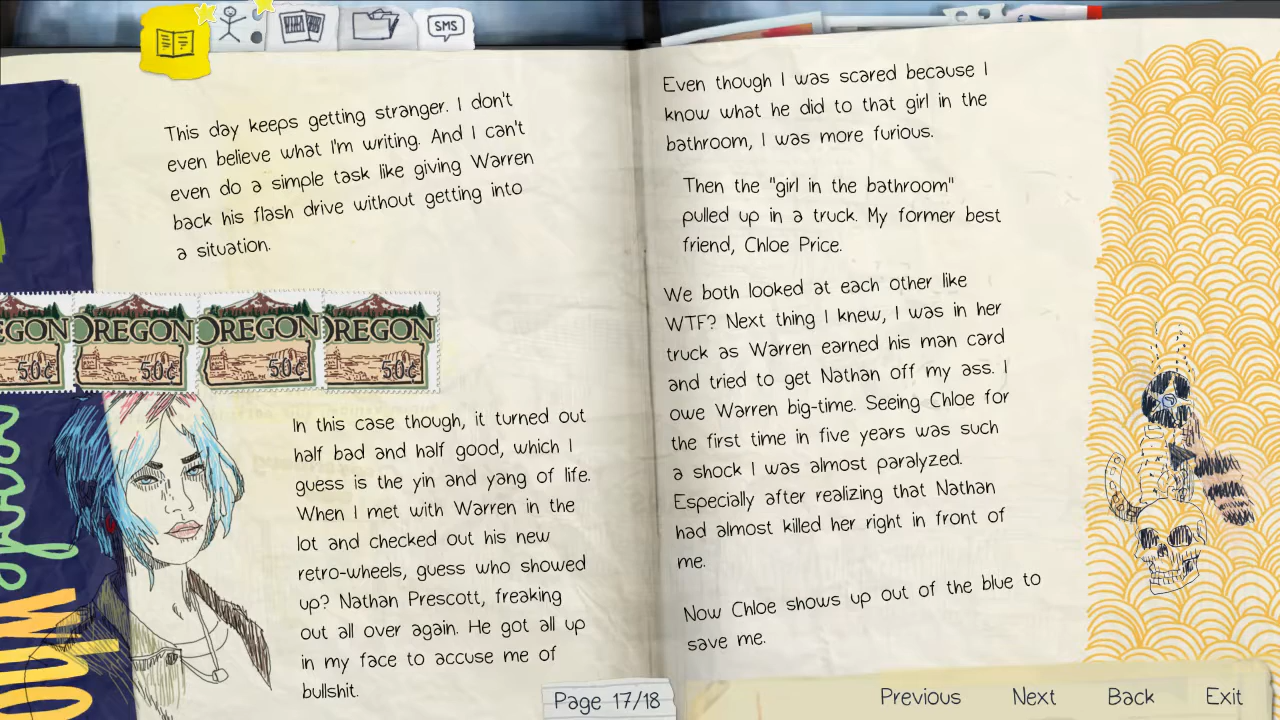 SMS
This day keeps getting stranger. I don't
even believe what I'm writing. And I can't
even do a simple task like giving Warren
back his flash drive without getting into
a situation.
EGON OREGON OREGON OREGON
50¢ 50¢ 50¢ 50¢
In this case though, it turned out
half bad and half good, which I
guess is the yin and yang of life.
When I met with Warren in the
lot and checked out his new
retro-wheels, guess who showed
up? Nathan Prescott, freaking
out all over again. He got all up
in my face to accuse me of
bullshit.
who
Even though I was scared because I
know what he did to that girl in the
bathroom, I was more furious.
Then the "girl in the bathroom"
pulled up in a truck. My former best
friend, Chloe Price.
We both looked at each other like
WTF? Next thing I knew, I was in her
truck as Warren earned his man card
and tried to get Nathan off my ass. I
owe Warren big-time. Seeing Chloe for
the first time in five years was such
a shock I was almost paralyzed.
Especially after realizing that Nathan
had almost killed her right in front of
me.
Now Chloe shows up out of the blue to
save me.
Page 17/18
Previous Next Back Exit